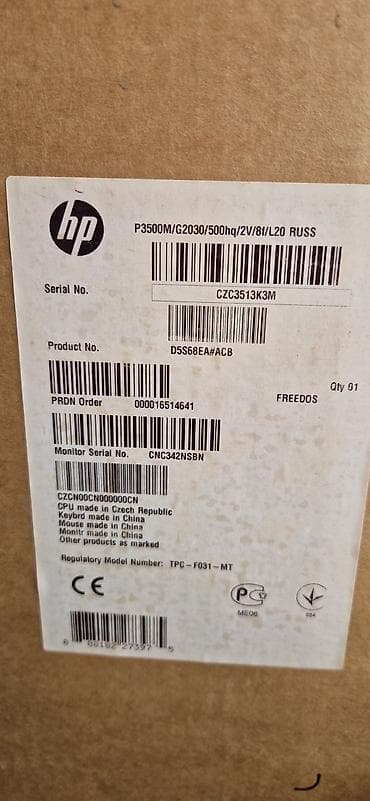 hp
P3500M/G2030/500hq/2V/8f/L20 RUSS
Serial No.
CZC3513K3M
Product No.
D5S68EA#ACB
Qty 01
PRDN Order 000016514641
FREEDOS
Monitor Serial No. CNC342NSBN
CZCN00CN000000CN
CPU made in Czech Republic
Keybrd made in China
Mouse made in China
Monitr made in China
Other products as marked
Regulatory Model Number: TPC-F031-MT
CE
ME06